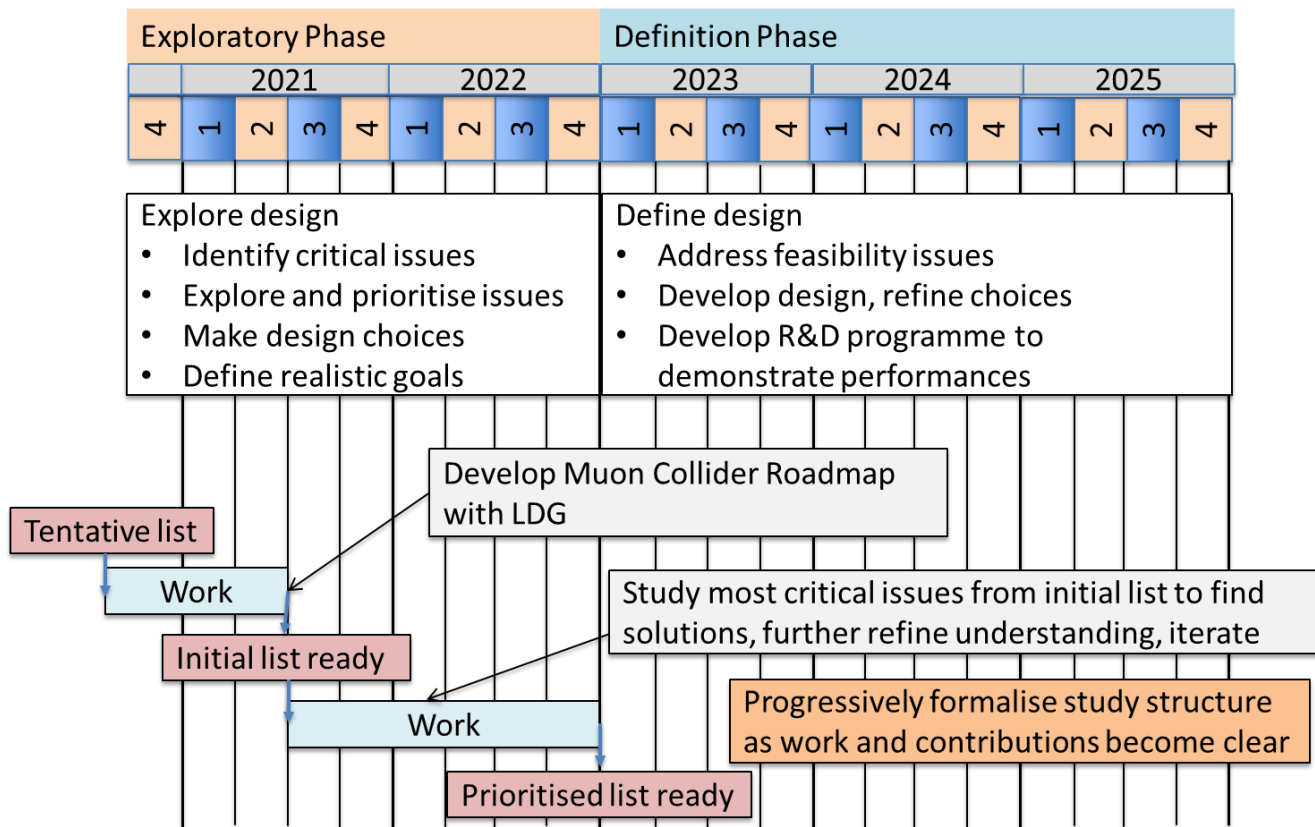 Exploratory Phase
Definition Phase
2021
2022
2023
2024
2025
4 1 2 3 4 1 2 3 4 1 2 3 4 1 2 3 4 1 2 3 4
Explore design
• Identify critical issues
• Explore and prioritise issues
• Make design choices
• Define realistic goals
Define design
• Address feasibility issues
• Develop design, refine choices
• Develop R&D programme to
demonstrate performances
Develop Muon Collider Roadmap
with LDG
Tentative list
Work
Study most critical issues from initial list to find
solutions, further refine understanding, iterate
Initial list ready
Work
Progressively formalise study structure
as work and contributions become clear
Prioritised list ready